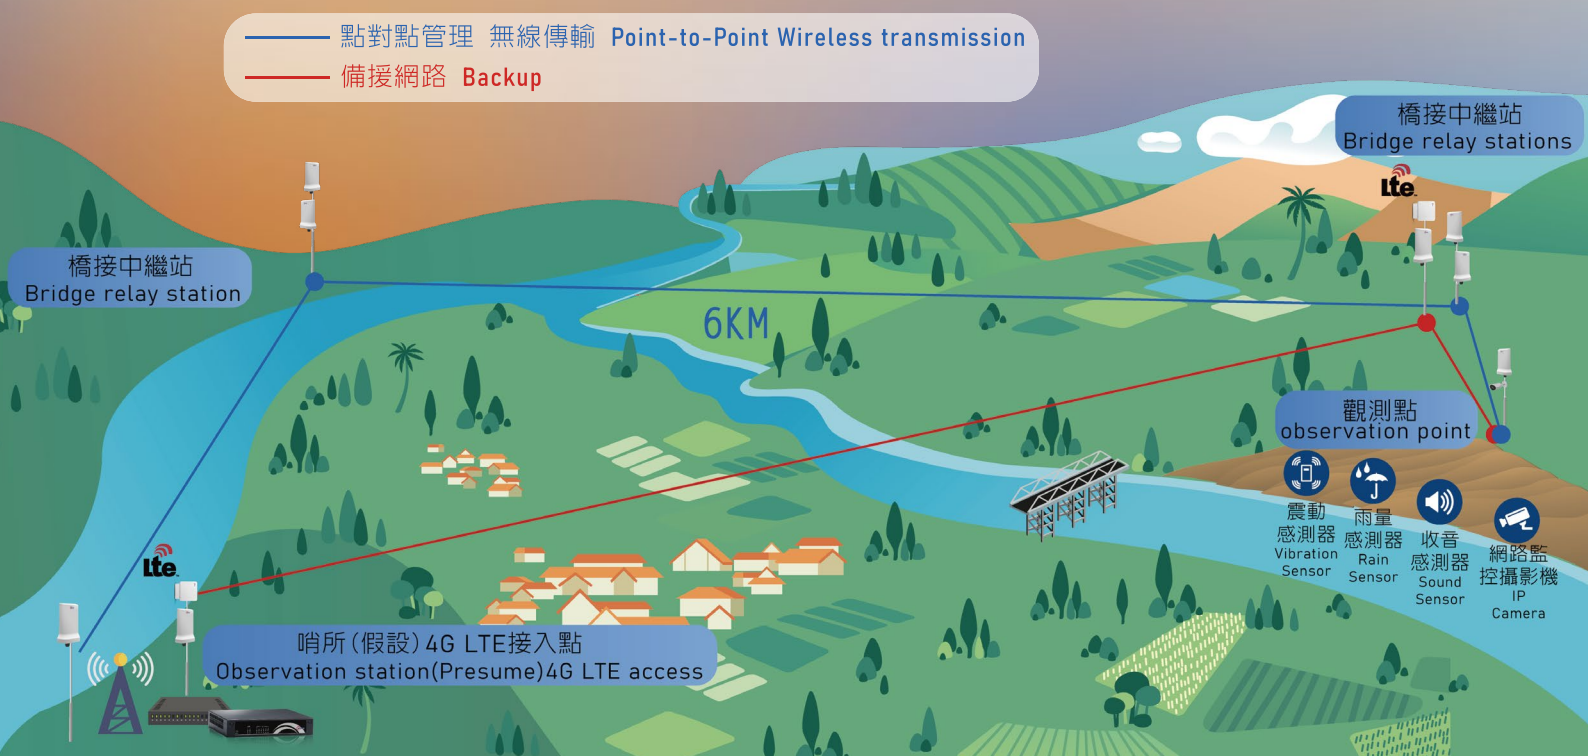 點對點管理 無線傳輸 Point-to-Point Wireless transmission
備援網路 Backup
橋接中繼站
Bridge relay stations
Lte
橋接中繼站
Bridge relay station
6KM
觀測點
observation point
震動
感測器
Vibration
Sensor
雨量
感測器
Rain
Sensor
收音
感測器
Sound
Sensor
網路監
控攝影機
IP
Camera
Lte
哨所(假設)4G LTE接入點
Observation station(Presume)4G LTE access